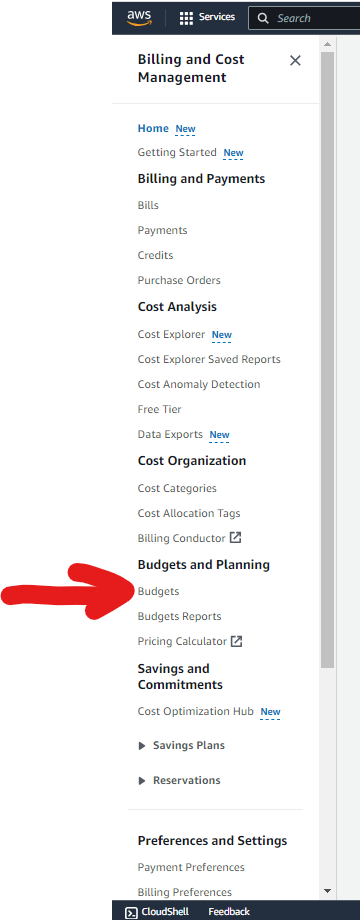 aws Services Search
Billing and Cost
Management
Home New
Getting Started New
Billing and Payments
Bills
Payments
Credits
Purchase Orders
Cost Analysis
Cost Explorer New
Cost Explorer Saved Reports
Cost Anomaly Detection
Free Tier
Data Exports New
Cost Organization
Cost Categories
Cost Allocation Tags
Billing Conductor
Budgets and Planning
Budgets
Budgets Reports
Pricing Calculator
Savings and
Commitments
Cost Optimization Hub New
Savings Plans
Reservations
Preferences and Settings
Payment Preferences
Billing Preferences
CloudShell Feedback